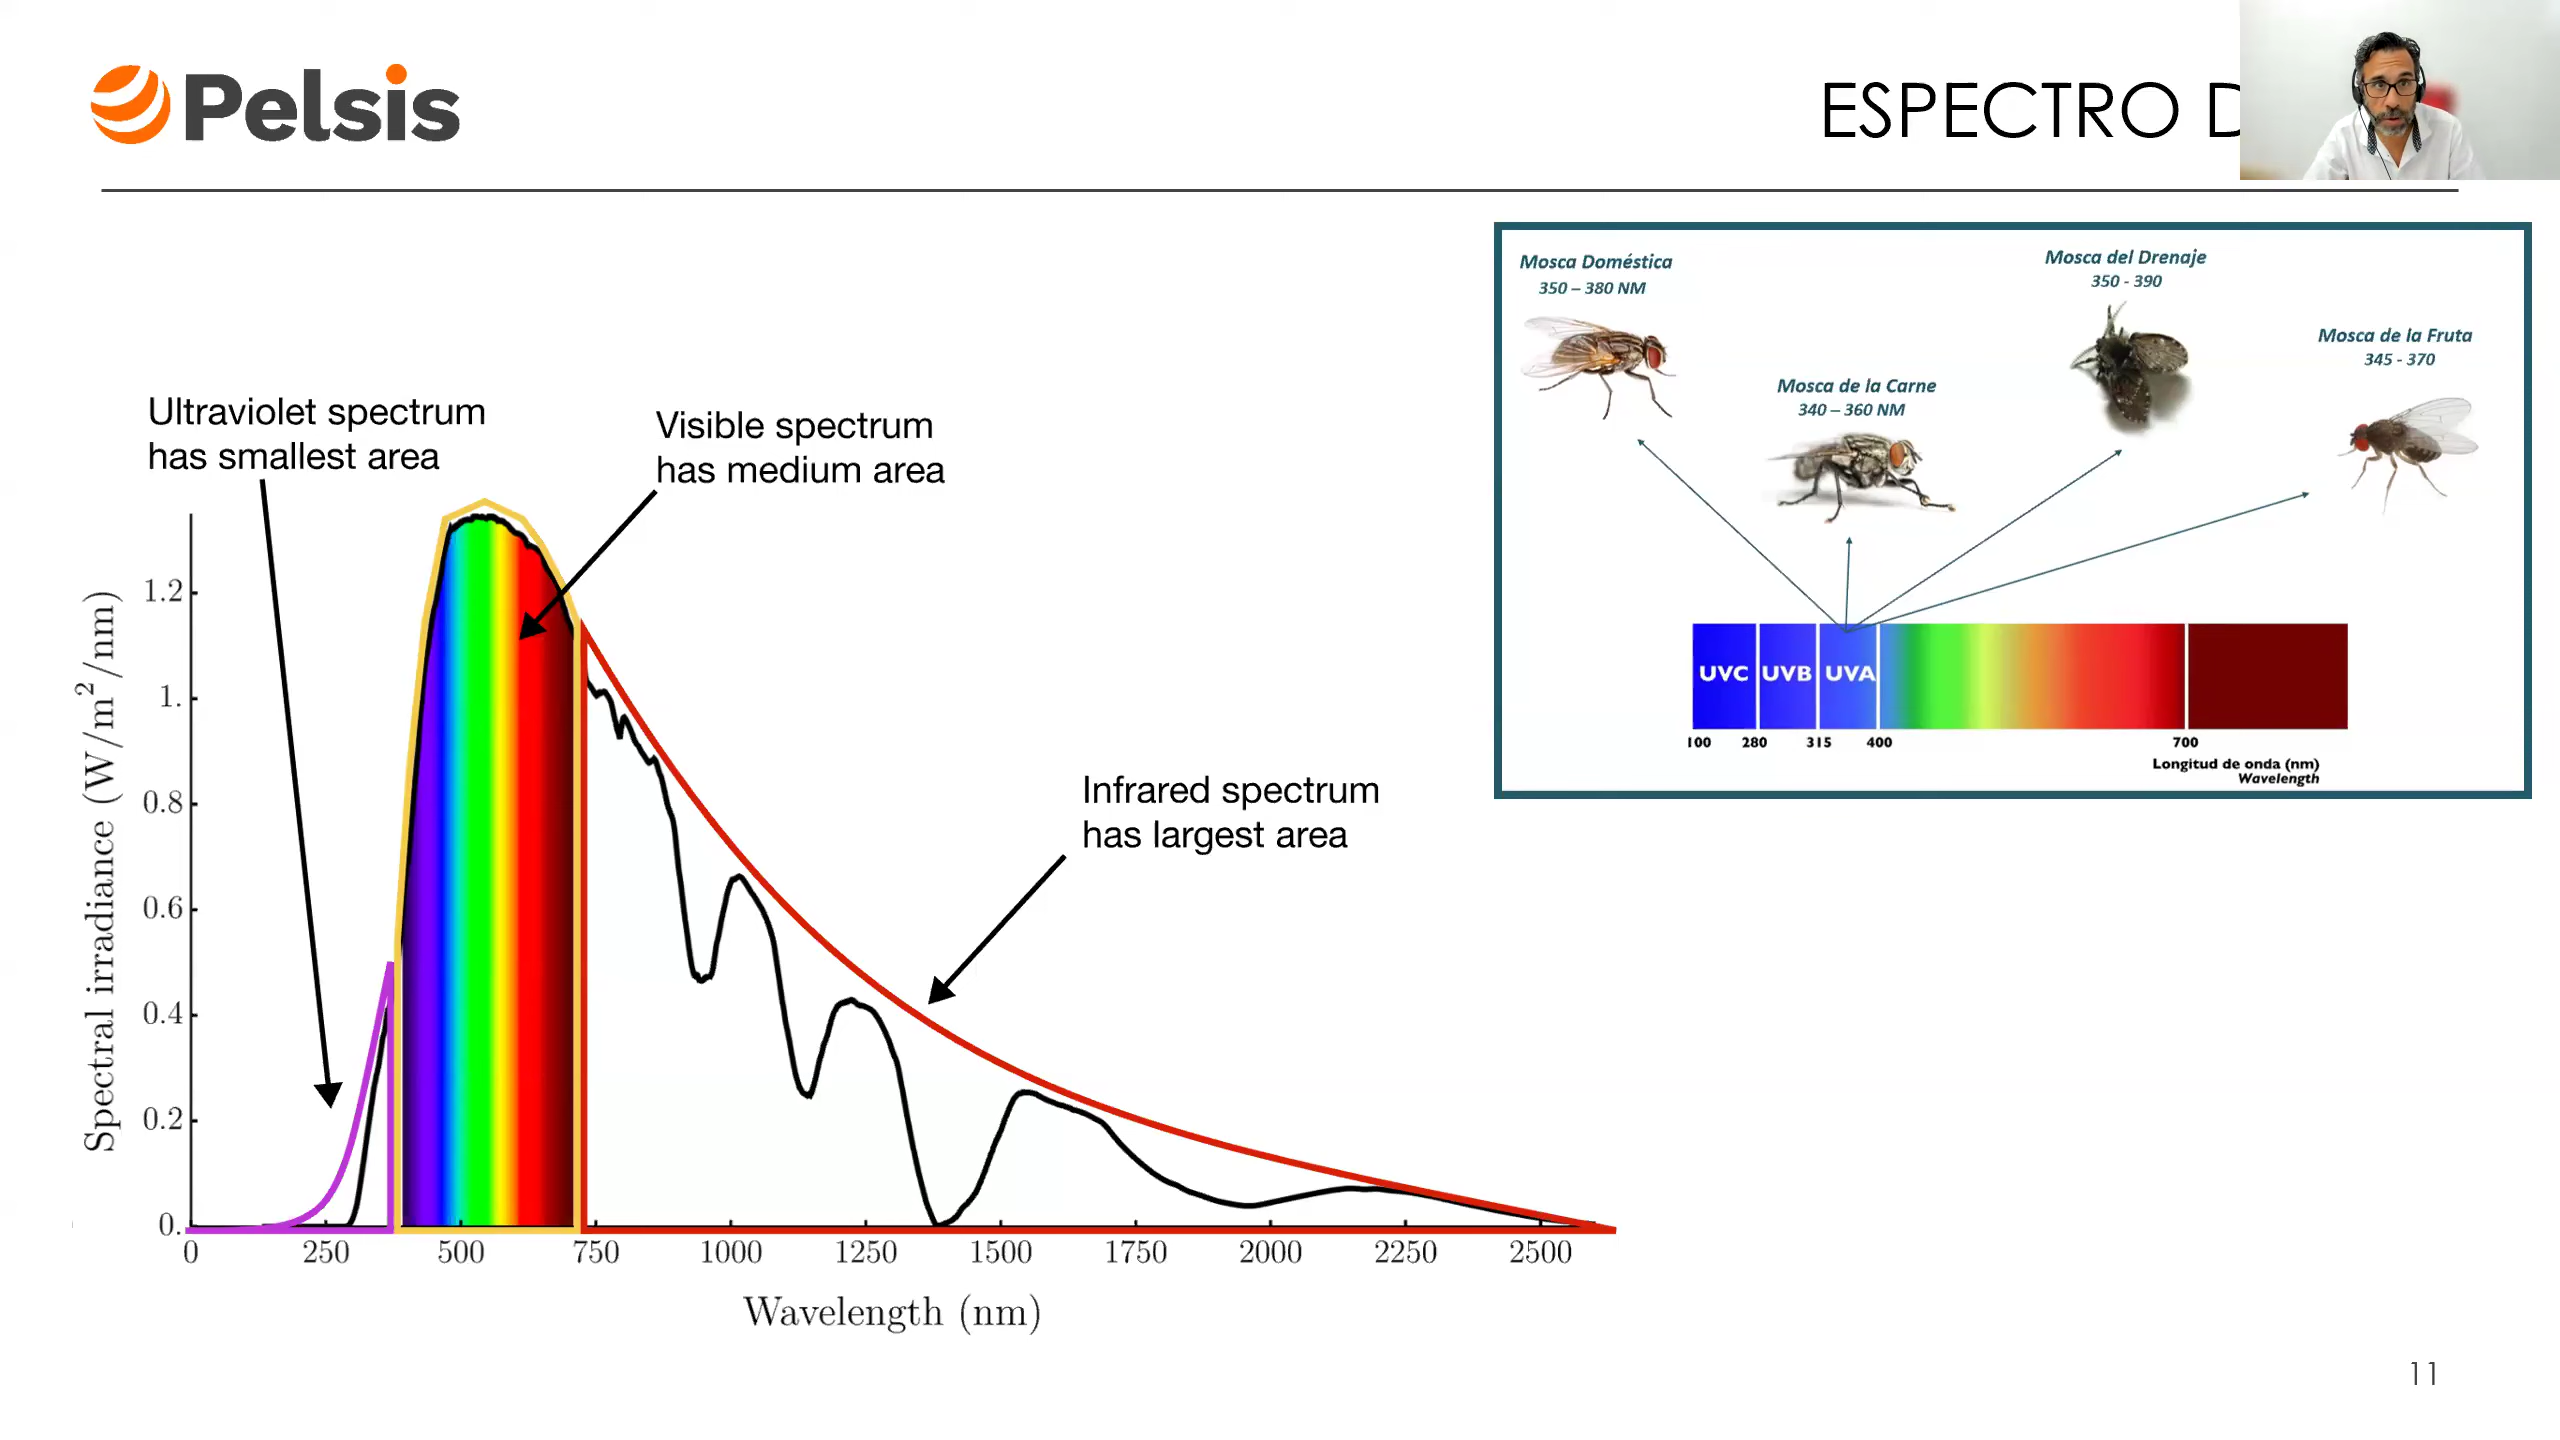 Pelsis
ESPECTRO D
Mosca Doméstica
350 – 380 NM
Mosca de la Carne
340 – 360 NM
Mosca del Drenaje
350 - 390
Mosca de la Fruta
345 - 370
UVC UVB UVA
100 280 315 400 700
Longitud de onda (nm)
Wavelength
Ultraviolet spectrum
has smallest area
Visible spectrum
has medium area
Infrared spectrum
has largest area
Spectral irradiance (W/m²/nm)
1.2
1.
0.8
0.6
0.4
0.2
0.
0 250 500 750 1000 1250 1500 1750 2000 2250 2500
Wavelength (nm)
11